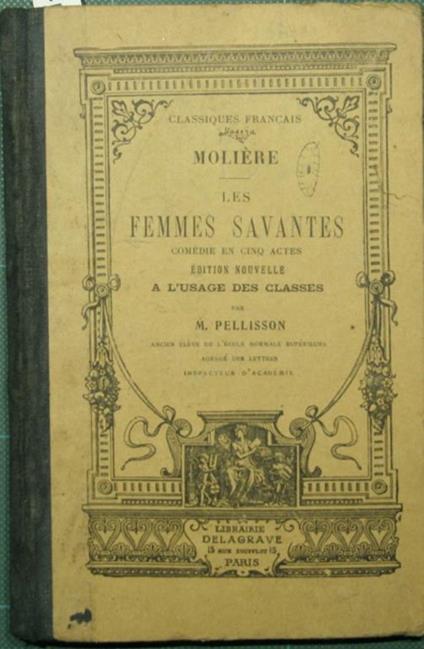 CLASSIQUES FRANCAIS
MOLIÈRE
LES
FEMMES SAVANTES
COMÉDIE EN CINQ ACTES
ÉDITION NOUVELLE
A L'USAGE DES CLASSES
PAR
M. PELLISSON
ANCIEN ÉLÈVE DE L'ÉCOLE NORMALE SUPÉRIEURE
AGRÉGÉ DES LETTRES
INSPECTEUR D'ACADÉMIE
LIBRAIRIE
DELAGRAVE
15 RUE SOUFFLOT 15
PARIS